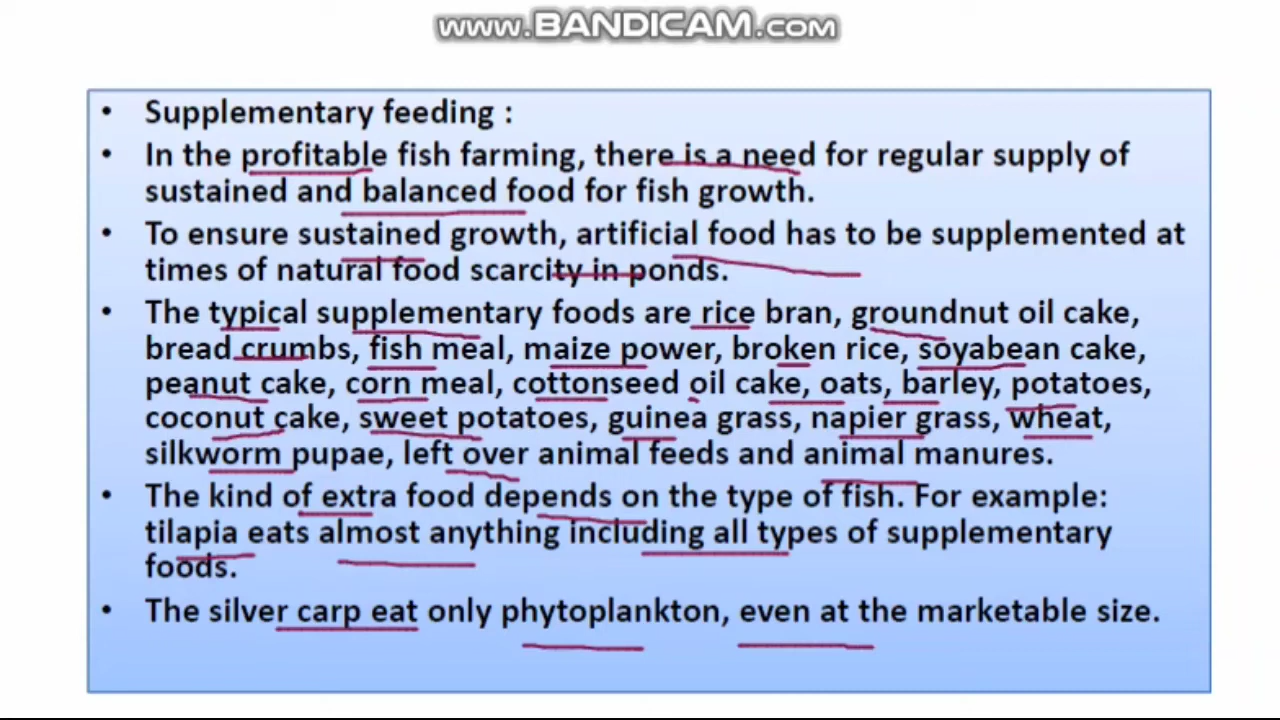 www.BANDICAM.com
• Supplementary feeding :
• In the profitable fish farming, there is a need for regular supply of
sustained and balanced food for fish growth.
• To ensure sustained growth, artificial food has to be supplemented at
times of natural food scarcity in ponds.
• The typical supplementary foods are rice bran, groundnut oil cake,
bread crumbs, fish meal, maize power, broken rice, soyabean cake,
peanut cake, corn meal, cottonseed oil cake, oats, barley, potatoes,
coconut cake, sweet potatoes, guinea grass, napier grass, wheat,
silkworm pupae, left over animal feeds and animal manures.
• The kind of extra food depends on the type of fish. For example:
tilapia eats almost anything including all types of supplementary
foods.
• The silver carp eat only phytoplankton, even at the marketable size.